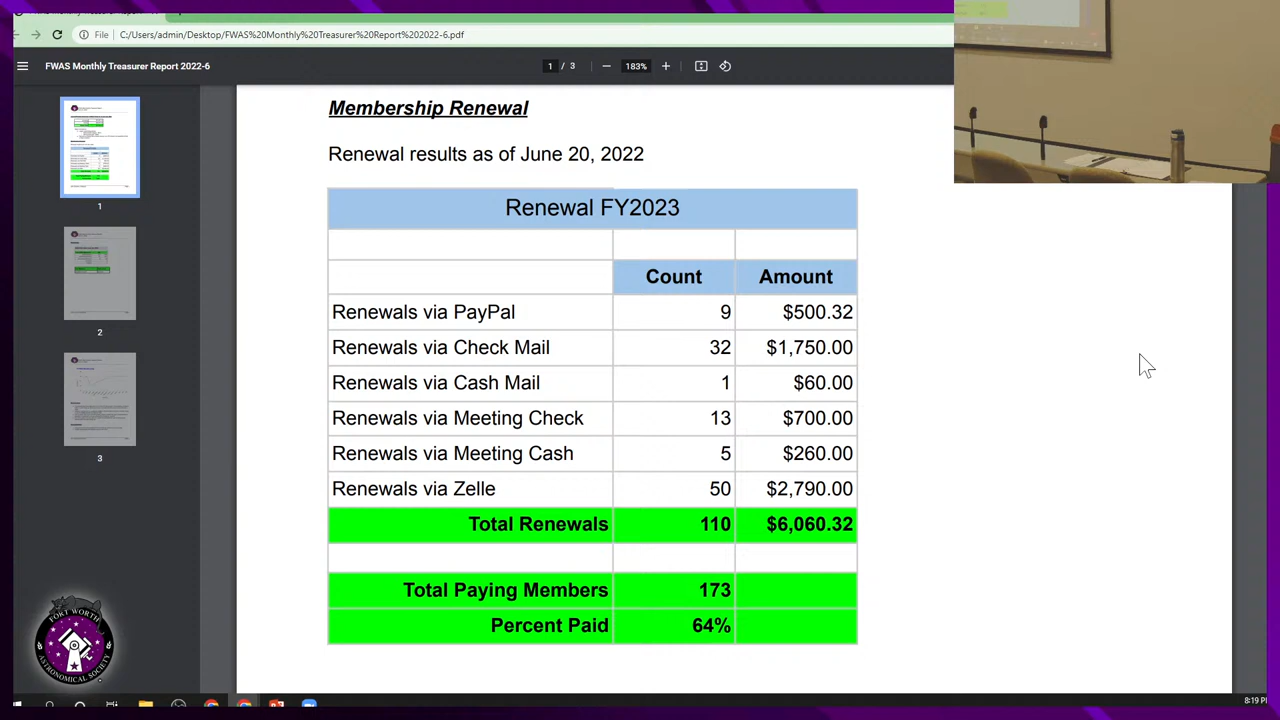 File C:/Users/admin/Desktop/FWAS%20Monthly%20Treasurer%20Report%202022-6.pdf
FWAS Monthly Treasurer Report 2022-6
1 / 3
183%
Membership Renewal
Renewal results as of June 20, 2022
Renewal FY2023
Count Amount
Renewals via PayPal 9 $500.32
Renewals via Check Mail 32 $1,750.00
Renewals via Cash Mail 1 $60.00
Renewals via Meeting Check 13 $700.00
Renewals via Meeting Cash 5 $260.00
Renewals via Zelle 50 $2,790.00
Total Renewals 110 $6,060.32
Total Paying Members 173
Percent Paid 64%
1
2
3
FORT WORTH
ASTRONOMICAL SOCIETY
8:19 P